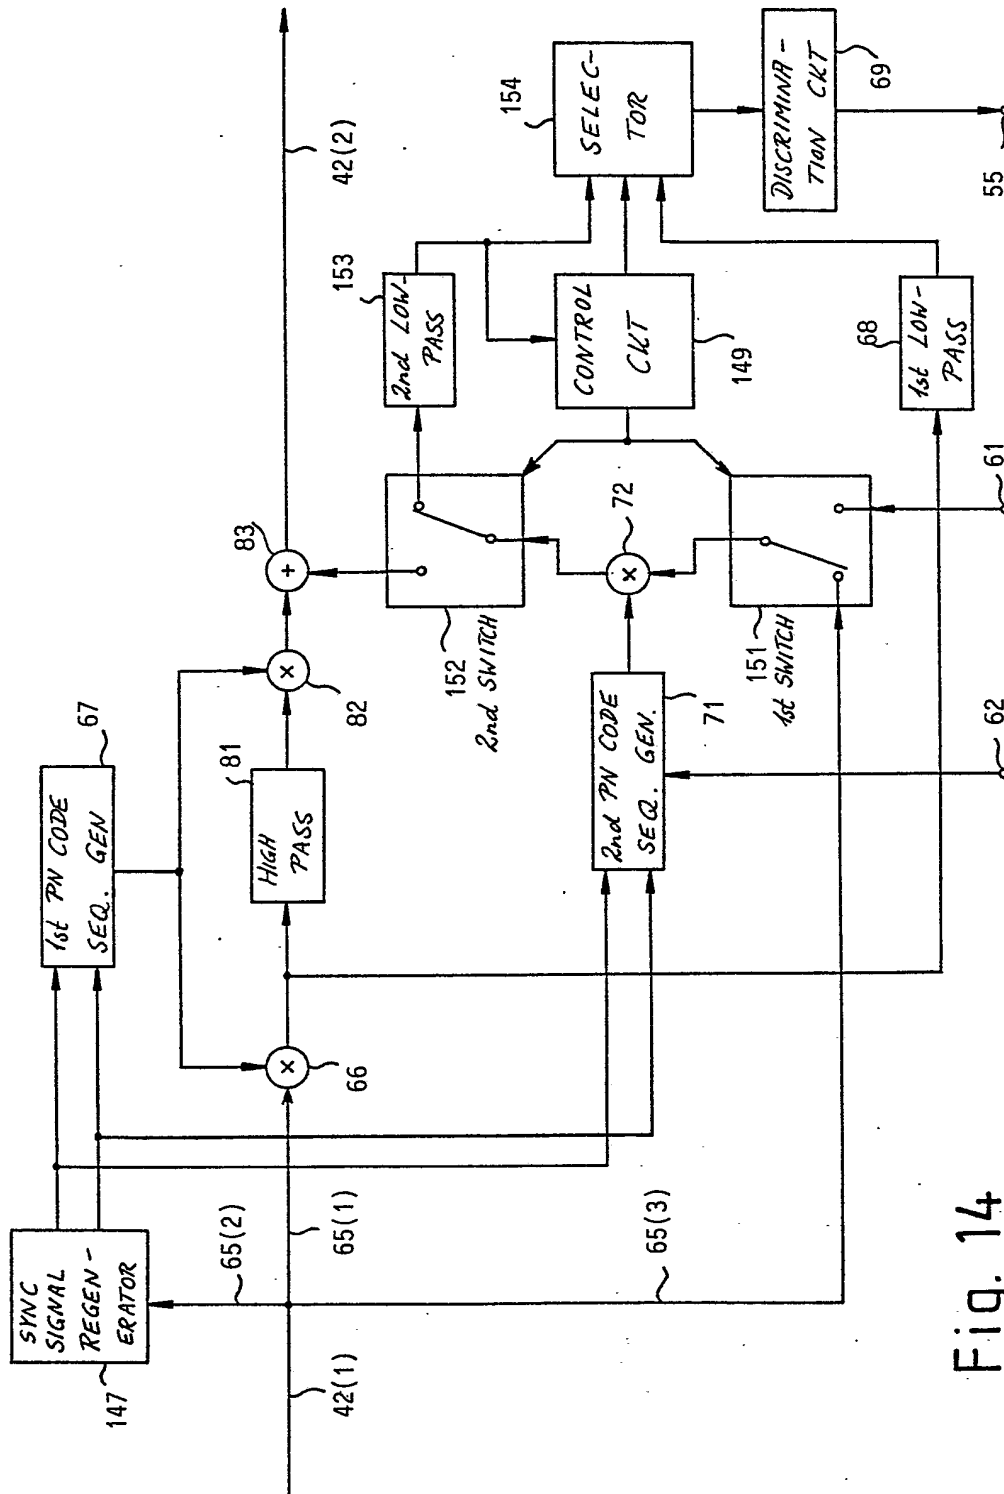 SYNC
SIGNAL
REGEN-
ERATOR
147
1st PN CODE
SEQ. GEN
67
42(1)
65(2)
65(1)
65(3)
×
66
HIGH
PASS
81
×
82
+
83
42(2)
2nd PN CODE
SEQ. GEN.
71
×
72
152
2nd SWITCH
151
1st SWITCH
2nd LOW-
PASS
153
CONTROL
CKT
149
1st LOW-
PASS
68
SELEC-
TOR
154
DISCRIMINA-
TION CKT
69
62
61
55
Fig. 14